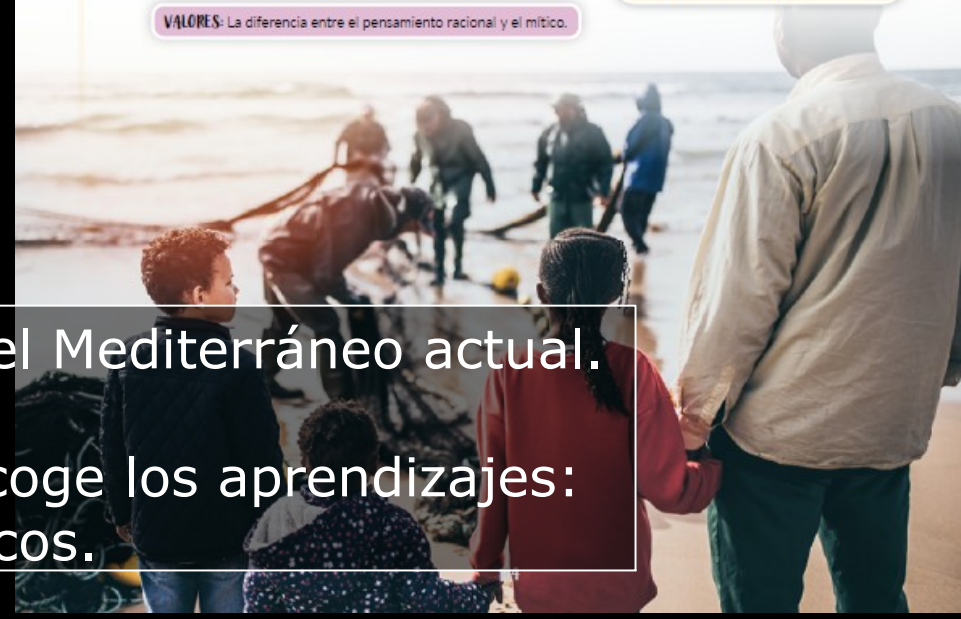 VALORES: La diferencia entre el pensamiento racional y el mítico.
el Mediterráneo actual.
coge los aprendizajes:
cos.